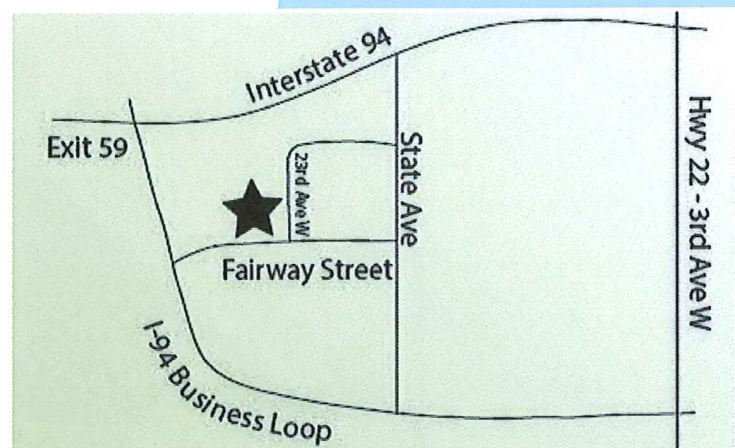 Interstate 94
Exit 59
23rd Ave W
State Ave
Hwy 22 - 3rd Ave W
Fairway Street
I-94 Business Loop